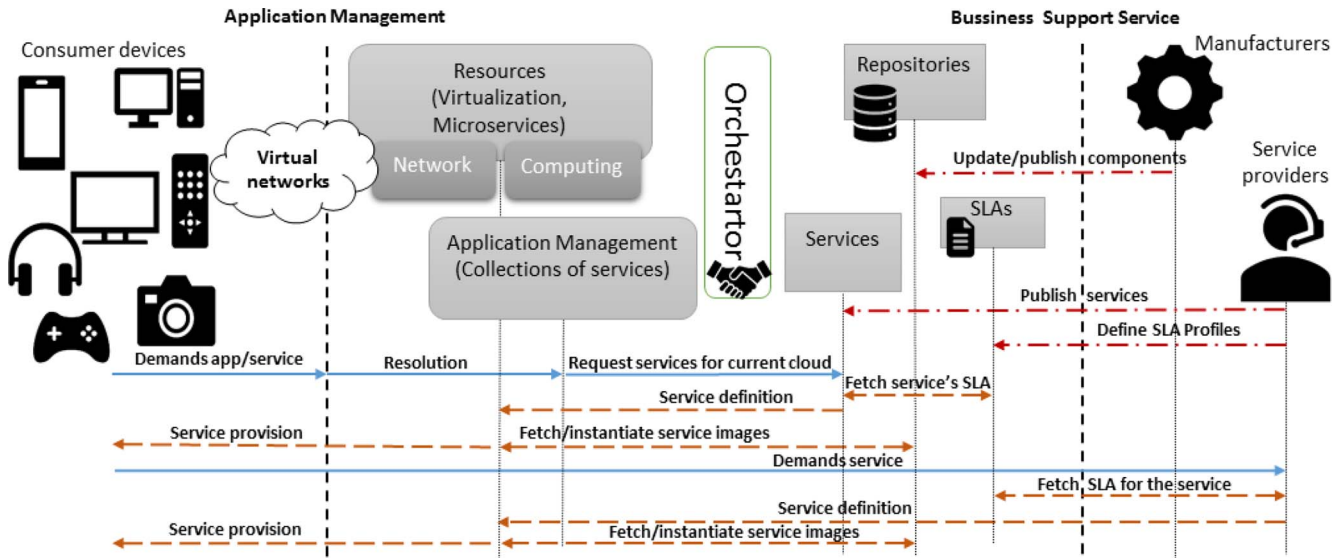 Application Management
Bussiness Support Service
Consumer devices
Manufacturers
Resources
(Virtualization,
Microservices)
Repositories
Orchestartor
Virtual
networks
Network
Computing
Update/publish components
Service
providers
SLAs
Application Management
(Collections of services)
Services
Publish services
Define SLA Profiles
Demands app/service
Resolution
Request services for current cloud
Fetch service's SLA
Service definition
Service provision
Fetch/instantiate service images
Demands service
Fetch SLA for the service
Service definition
Service provision
Fetch/instantiate service images